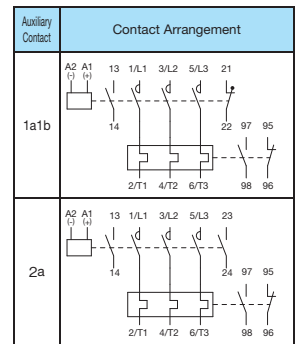 Auxiliary
Contact
Contact Arrangement
1a1b
A2 A1 13 1/L1 3/L2 5/L3 21
(-) (+)
14 22 97 95
2/T1 4/T2 6/T3 98 96
2a
A2 A1 13 1/L1 3/L2 5/L3 23
(-) (+)
14 24 97 95
2/T1 4/T2 6/T3 98 96